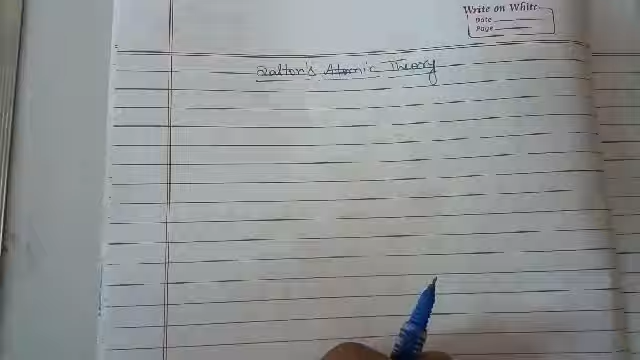 Write on White
Date
Page
Dalton's Atomic Theory